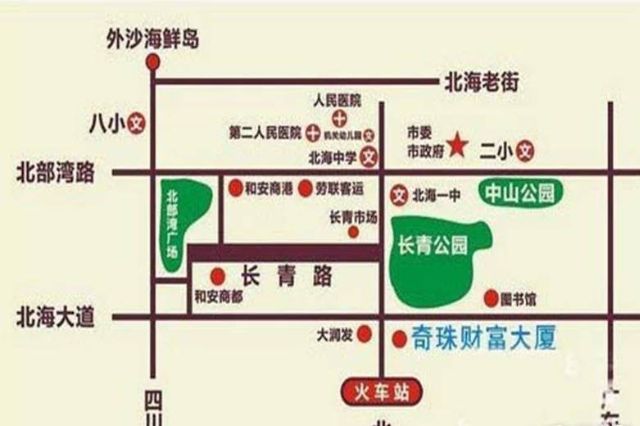 外沙海鲜岛
北海老街
人民医院
八小 文
第二人民医院
机关幼儿园 文
市委
市政府
二小 文
北海中学 文
北部湾路
和安商港
劳联客运
文 北海一中
中山公园
北部湾广场
长青市场
长青公园
长青路
和安商都
图书馆
北海大道
大润发
奇珠财富大厦
火车站
四川